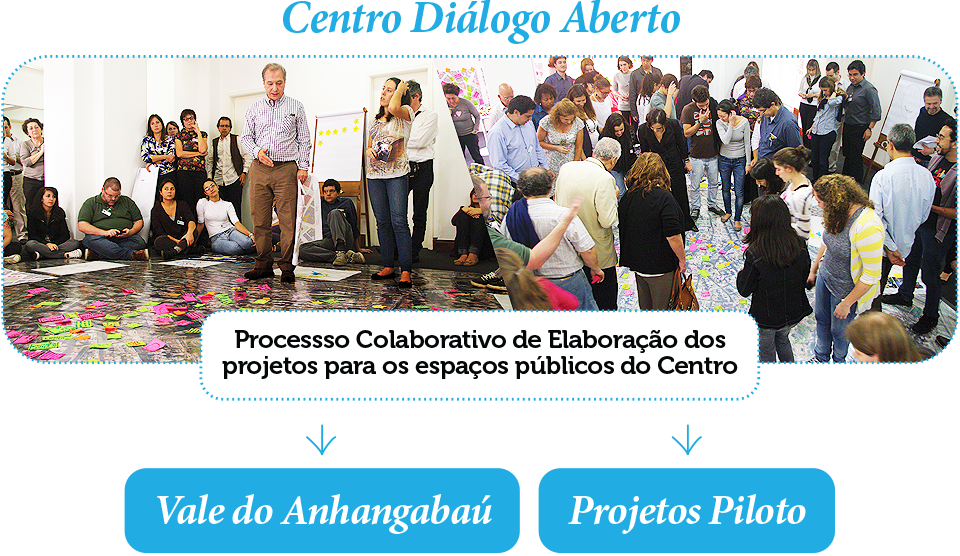 Centro Diálogo Aberto
Processso Colaborativo de Elaboração dos
projetos para os espaços públicos do Centro
Vale do Anhangabaú
Projetos Piloto